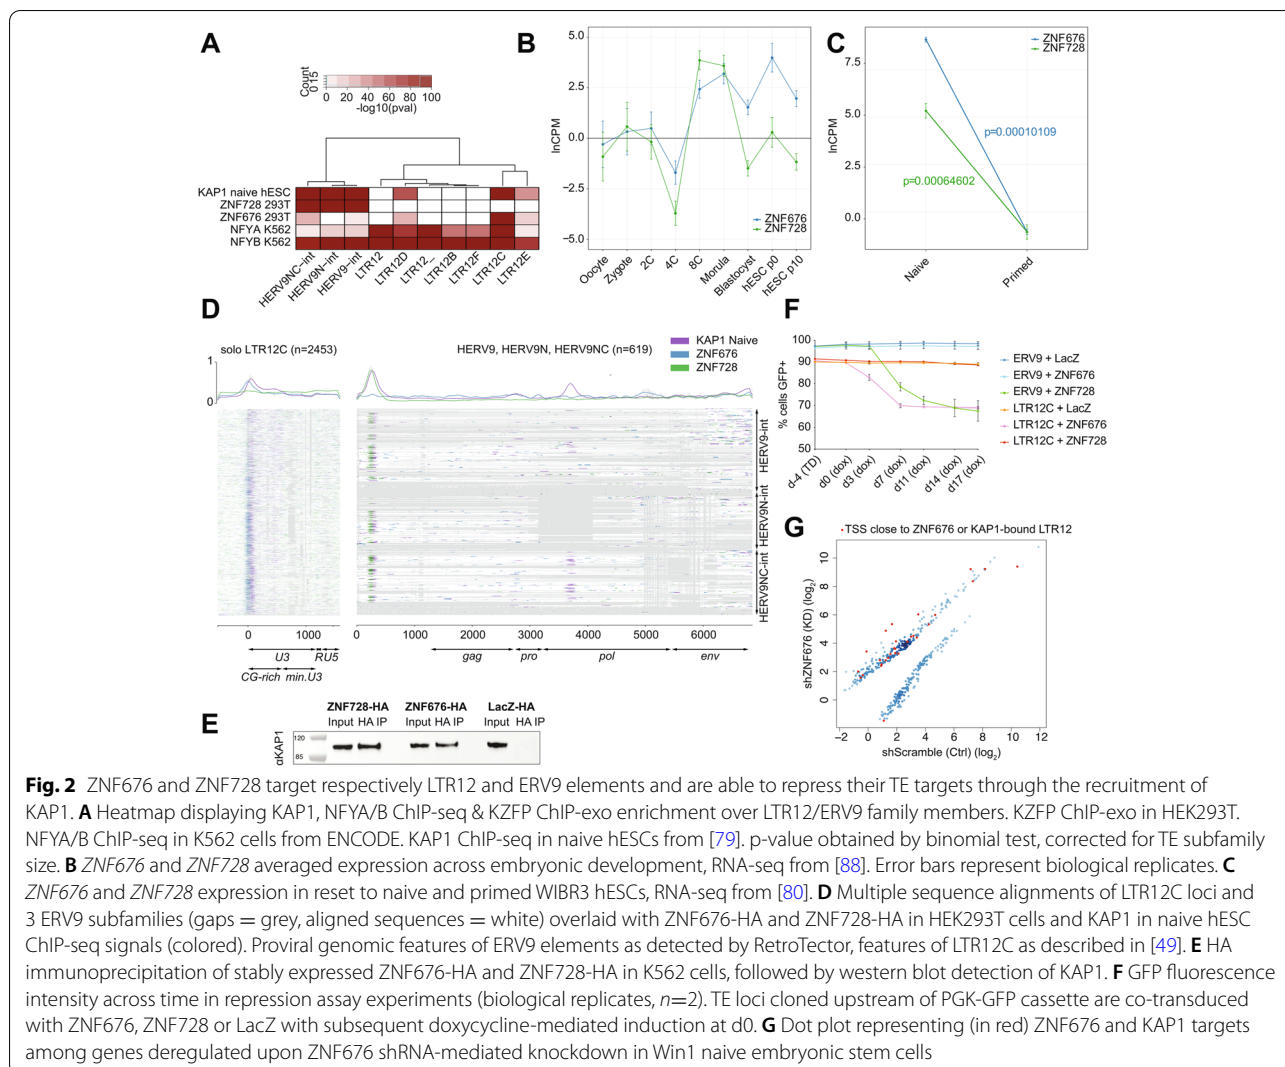 A
Count
0 15
0 20 40 60 80 100
-log10(pval)
KAP1 naive hESC
ZNF728 293T
ZNF676 293T
NFYA K562
NFYB K562
HERV9NC-int
HERV9N-int
HERV9-int
LTR12
LTR12D
LTR12_
LTR12B
LTR12F
LTR12C
LTR12E
B
lnCPM
5.0
2.5
0.0
−2.5
−5.0
ZNF676
ZNF728
Oocyte
Zygote
2C
4C
8C
Morula
Blastocyst
hESC p0
hESC p10
C
lnCPM
7.5
5.0
2.5
0.0
ZNF676
ZNF728
p=0.00010109
p=0.00064602
Naive
Primed
D
solo LTR12C (n=2453)
HERV9, HERV9N, HERV9NC (n=619)
KAP1 Naive
ZNF676
ZNF728
1
0
HERV9-int
HERV9N-int
HERV9NC-int
0 1000
0 1000 2000 3000 4000 5000 6000
U3 RU5
CG-rich min.U3
gag pro pol env
E
ZNF728-HA ZNF676-HA LacZ-HA
Input HA IP Input HA IP Input HA IP
αKAP1
120
85
F
% cells GFP+
100
90
80
70
60
50
d-4 (TD)
d0 (dox)
d3 (dox)
d7 (dox)
d11 (dox)
d14 (dox)
d17 (dox)
ERV9 + LacZ
ERV9 + ZNF676
ERV9 + ZNF728
LTR12C + LacZ
LTR12C + ZNF676
LTR12C + ZNF728
G
TSS close to ZNF676 or KAP1-bound LTR12
shZNF676 (KD) (log2)
10
8
6
4
2
0
−2 0 2 4 6 8 10 12
shScramble (Ctrl) (log2)
Fig. 2 ZNF676 and ZNF728 target respectively LTR12 and ERV9 elements and are able to repress their TE targets through the recruitment of
KAP1. A Heatmap displaying KAP1, NFYA/B ChIP-seq & KZFP ChIP-exo enrichment over LTR12/ERV9 family members. KZFP ChIP-exo in HEK293T.
NFYA/B ChIP-seq in K562 cells from ENCODE. KAP1 ChIP-seq in naive hESCs from [79]. p-value obtained by binomial test, corrected for TE subfamily
size. B ZNF676 and ZNF728 averaged expression across embryonic development, RNA-seq from [88]. Error bars represent biological replicates. C
ZNF676 and ZNF728 expression in reset to naive and primed WIBR3 hESCs, RNA-seq from [80]. D Multiple sequence alignments of LTR12C loci and
3 ERV9 subfamilies (gaps = grey, aligned sequences = white) overlaid with ZNF676-HA and ZNF728-HA in HEK293T cells and KAP1 in naive hESC
ChIP-seq signals (colored). Proviral genomic features of ERV9 elements as detected by RetroTector, features of LTR12C as described in [49]. E HA
immunoprecipitation of stably expressed ZNF676-HA and ZNF728-HA in K562 cells, followed by western blot detection of KAP1. F GFP fluorescence
intensity across time in repression assay experiments (biological replicates, n=2). TE loci cloned upstream of PGK-GFP cassette are co-transduced
with ZNF676, ZNF728 or LacZ with subsequent doxycycline-mediated induction at d0. G Dot plot representing (in red) ZNF676 and KAP1 targets
among genes deregulated upon ZNF676 shRNA-mediated knockdown in Win1 naive embryonic stem cells